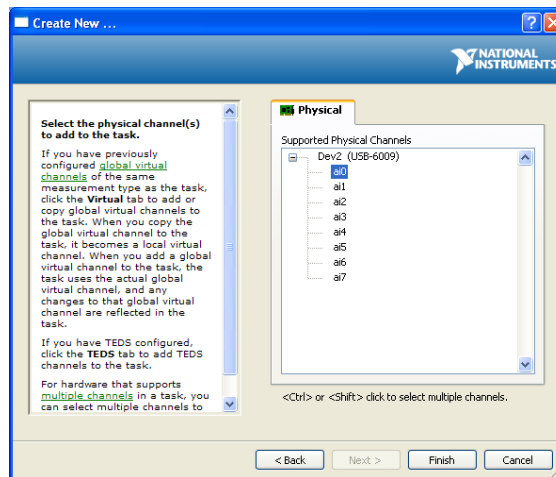 Create New ...
NATIONAL
INSTRUMENTS
Select the physical channel(s)
to add to the task.
If you have previously
configured global virtual
channels of the same
measurement type as the task,
click the Virtual tab to add or
copy global virtual channels to
the task. When you copy the
global virtual channel to the
task, it becomes a local virtual
channel. When you add a global
virtual channel to the task, the
task uses the actual global
virtual channel, and any
changes to that global virtual
channel are reflected in the
task.
If you have TEDS configured,
click the TEDS tab to add TEDS
channels to the task.
For hardware that supports
multiple channels in a task, you
can select multiple channels to
Physical
Supported Physical Channels
Dev2 (USB-6009)
ai0
ai1
ai2
ai3
ai4
ai5
ai6
ai7
<Ctrl> or <Shift> click to select multiple channels.
< Back Next > Finish Cancel